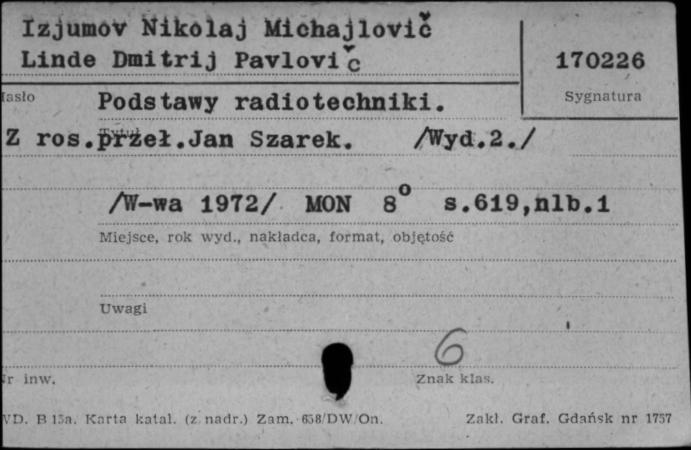 Izjumov Nikolaj Michajlovič
Linde Dmitrij Pavlovič
170226
Sygnatura
Hasło
Podstawy radiotechniki.
Z ros.przeł.Jan Szarek. /Wyd.2./
/W-wa 1972/ MON 8° s.619,nlb.1
Miejsce, rok wyd., nakładca, format, objętość
Uwagi
6
Nr inw.
Znak klas.
WD. B 15a. Karta katal. (z nadr.) Zam. 658/DW/On. Zakł. Graf. Gdańsk nr 1757